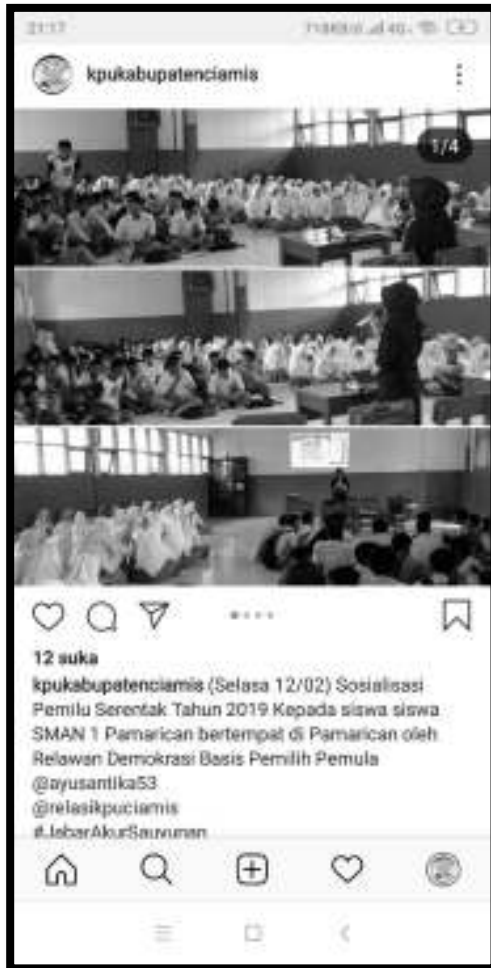 21:17
kpukabupatenciamis
1/4
12 suka
kpukabupatenciamis (Selasa 12/02) Sosialisasi
Pemilu Serentak Tahun 2019 Kepada siswa siswa
SMAN 1 Pamarican bertempat di Pamarican oleh
Relawan Demokrasi Basis Pemilih Pemula
@ayusantika53
@relasikpuciamis
#JabarAkurSauyunan